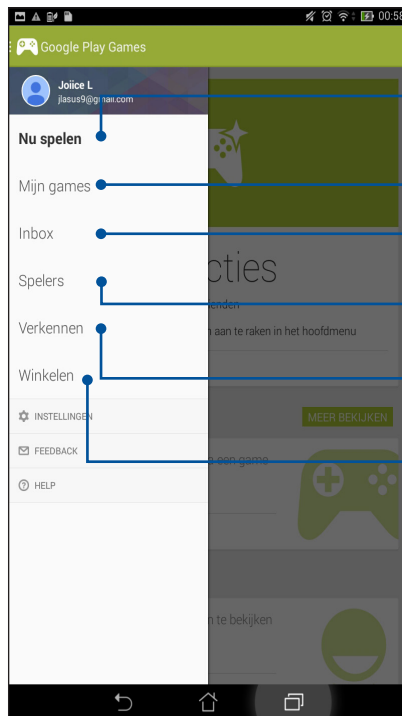 00:58
Google Play Games
Joiice L
jlasus9@gmail.com
Nu spelen
Mijn games
Inbox
Spelers
Verkennen
Winkelen
INSTELLINGEN
FEEDBACK
HELP
cties
enden
aan te raken in het hoofdmenu
MEER BEKIJKEN
een game
n te bekijken